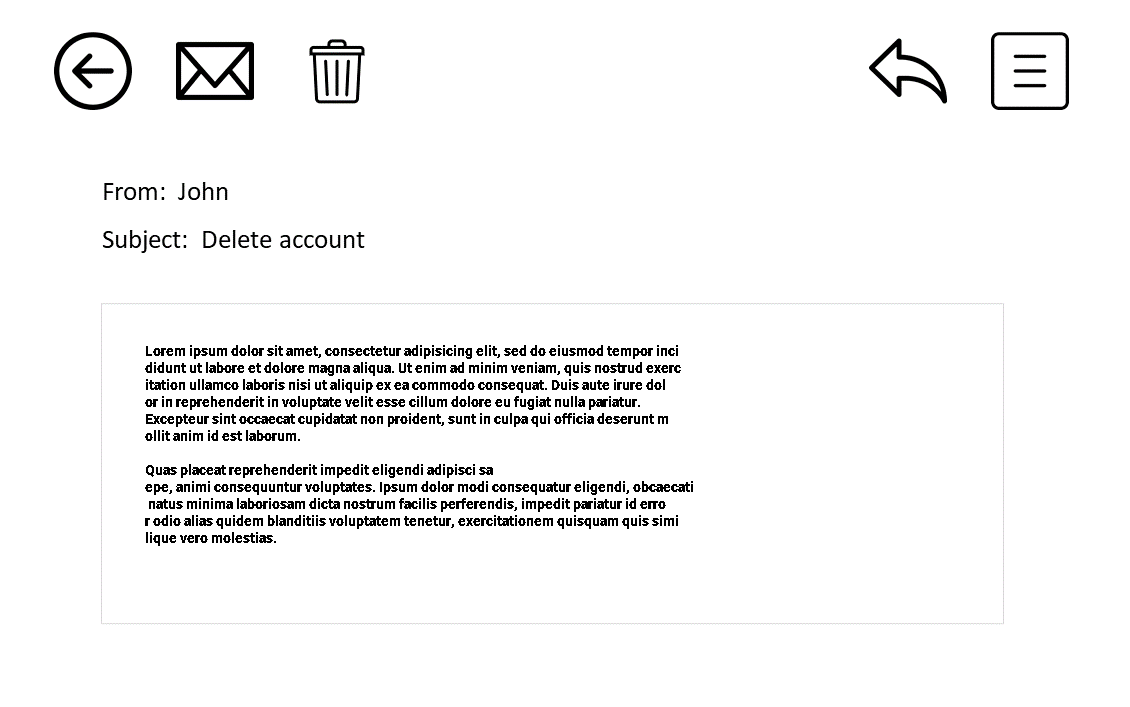 From: John
Subject: Delete account
Lorem ipsum dolor sit amet, consectetur adipisicing elit, sed do eiusmod tempor inci
didunt ut labore et dolore magna aliqua. Ut enim ad minim veniam, quis nostrud exerc
itation ullamco laboris nisi ut aliquip ex ea commodo consequat. Duis aute irure dol
or in reprehenderit in voluptate velit esse cillum dolore eu fugiat nulla pariatur.
Excepteur sint occaecat cupidatat non proident, sunt in culpa qui officia deserunt m
ollit anim id est laborum.
Quas placeat reprehenderit impedit eligendi adipisci sa
epe, animi consequuntur voluptates. Ipsum dolor modi consequatur eligendi, obcaecati
natus minima laboriosam dicta nostrum facilis perferendis, impedit pariatur id erro
r odio alias quidem blanditiis voluptatem tenetur, exercitationem quisquam quis simi
lique vero molestias.